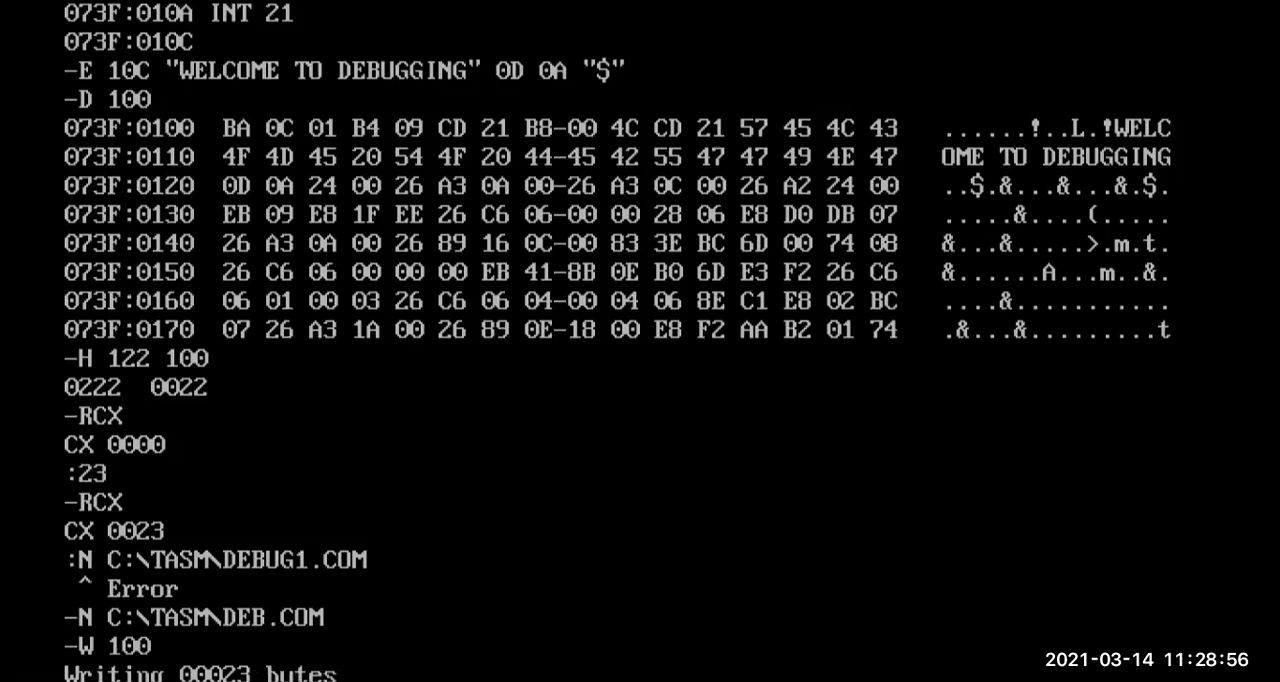 073F:010A INT 21
073F:010C
-E 10C "WELCOME TO DEBUGGING" 0D 0A "$"
-D 100
073F:0100  BA 0C 01 B4 09 CD 21 B8-00 4C CD 21 57 45 4C 43   ......!..L.!WELC
073F:0110  4F 4D 45 20 54 4F 20 44-45 42 55 47 47 49 4E 47   OME TO DEBUGGING
073F:0120  0D 0A 24 00 26 A3 0A 00-26 A3 0C 00 26 A2 24 00   ..$.&...&...&.$.
073F:0130  EB 09 E8 1F EE 26 C6 06-00 00 28 06 E8 D0 DB 07   .....&....(.....
073F:0140  26 A3 0A 00 26 89 16 0C-00 83 3E BC 6D 00 74 08   &...&.....>.m.t.
073F:0150  26 C6 06 00 00 00 EB 41-8B 0E B0 6D E3 F2 26 C6   &......A...m..&.
073F:0160  06 01 00 03 26 C6 06 04-00 04 06 8E C1 E8 02 BC   ....&...........
073F:0170  07 26 A3 1A 00 26 89 0E-18 00 E8 F2 AA B2 01 74   .&...&.........t
-H 122 100
0222  0022
-RCX
CX 0000
:23
-RCX
CX 0023
:N C:\TASM\DEBUG1.COM
^ Error
-N C:\TASM\DEB.COM
-W 100
Writing 00023 bytes
2021-03-14 11:28:56